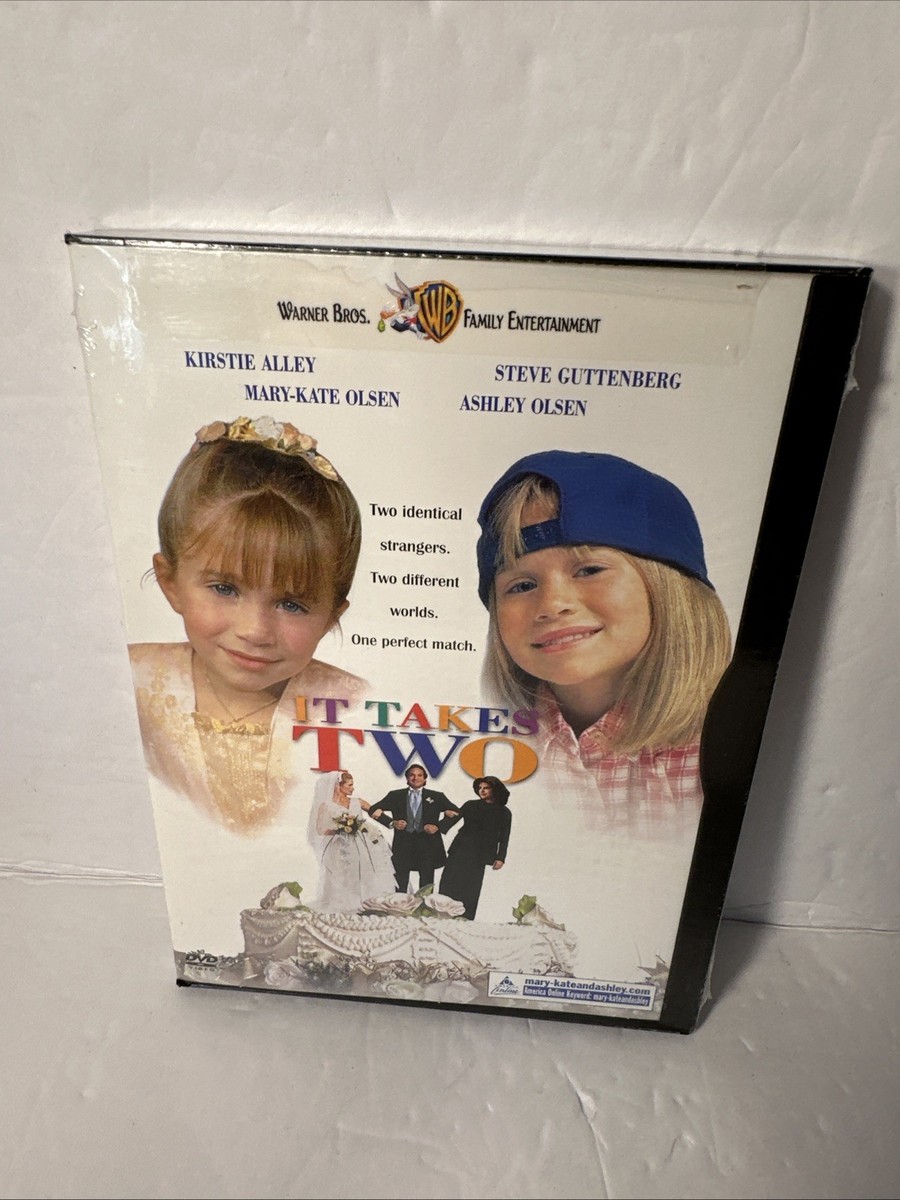 WARNER BROS. WB FAMILY ENTERTAINMENT
KIRSTIE ALLEY
STEVE GUTTENBERG
MARY-KATE OLSEN
ASHLEY OLSEN
Two identical
strangers.
Two different
worlds.
One perfect match.
IT TAKES
TWO
DVD
VIDEO
mary-kateandashley.com
America Online Keyword: mary-kateandashley